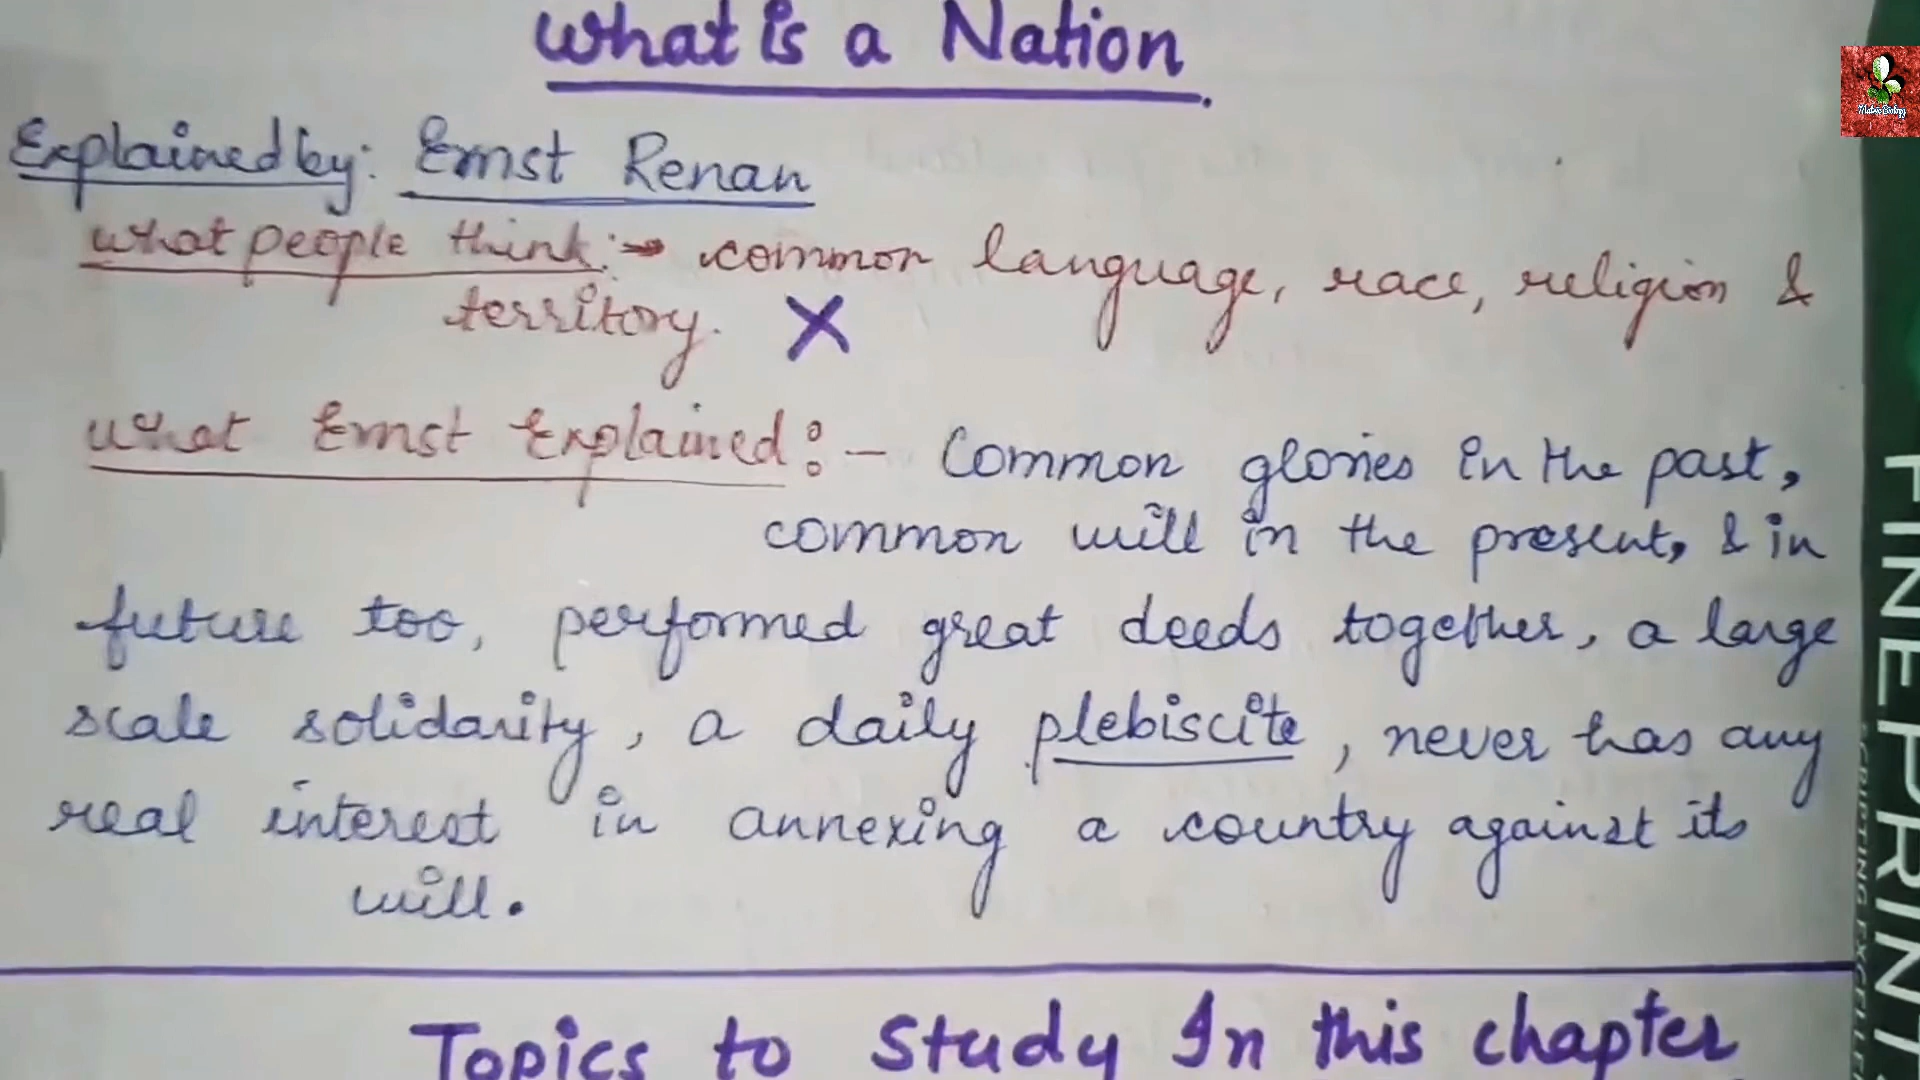 What is a Nation.
Explained by: Ernst Renan
What people think:→ common language, race, religion &
territory. X
What Ernst Explained:- Common glories in the past,
common will in the present, & in
future too, performed great deeds together, a large
scale solidarity, a daily plebiscite, never has any
real interest in annexing a country against its
will.
Topics to Study In this chapter
FINEPRINT